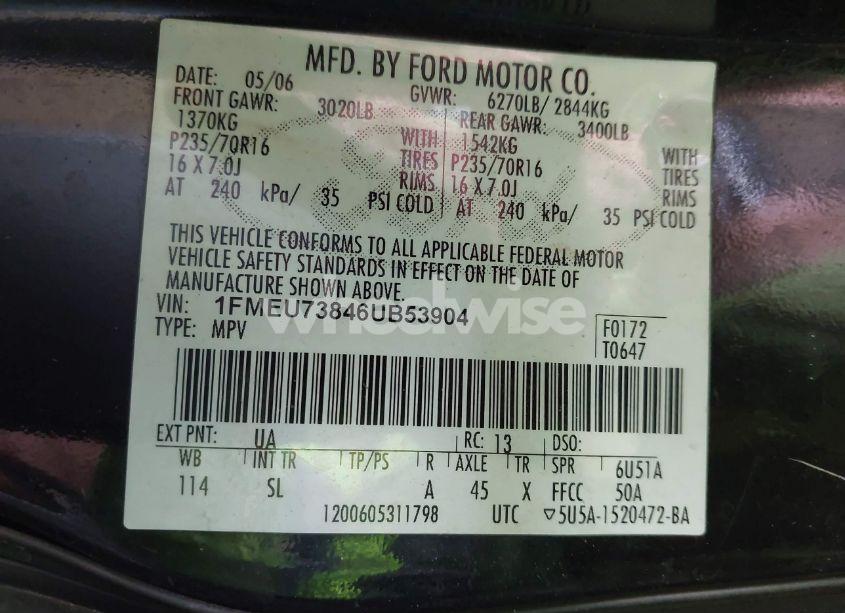 MFD. BY FORD MOTOR CO.
DATE: 05/06 GVWR: 6270LB/ 2844KG
FRONT GAWR: 3020LB REAR GAWR: 3400LB
1370KG WITH 1542KG WITH
P235/70R16 TIRES P235/70R16 TIRES
16 X 7.0J RIMS 16 X 7.0J RIMS
AT 240 kPa/ 35 PSI COLD AT 240 kPa/ 35 PSI COLD
THIS VEHICLE CONFORMS TO ALL APPLICABLE FEDERAL MOTOR
VEHICLE SAFETY STANDARDS IN EFFECT ON THE DATE OF
MANUFACTURE SHOWN ABOVE.
VIN: 1FMEU73846UB53904
TYPE: MPV
F0172
T0647
wheelwise
EXT PNT: UA RC: 13 DSO:
WB INT TR TP/PS R AXLE TR SPR 6U51A
114 SL A 45 X FFCC 50A
1200605311798 UTC ▽5U5A-1520472-BA